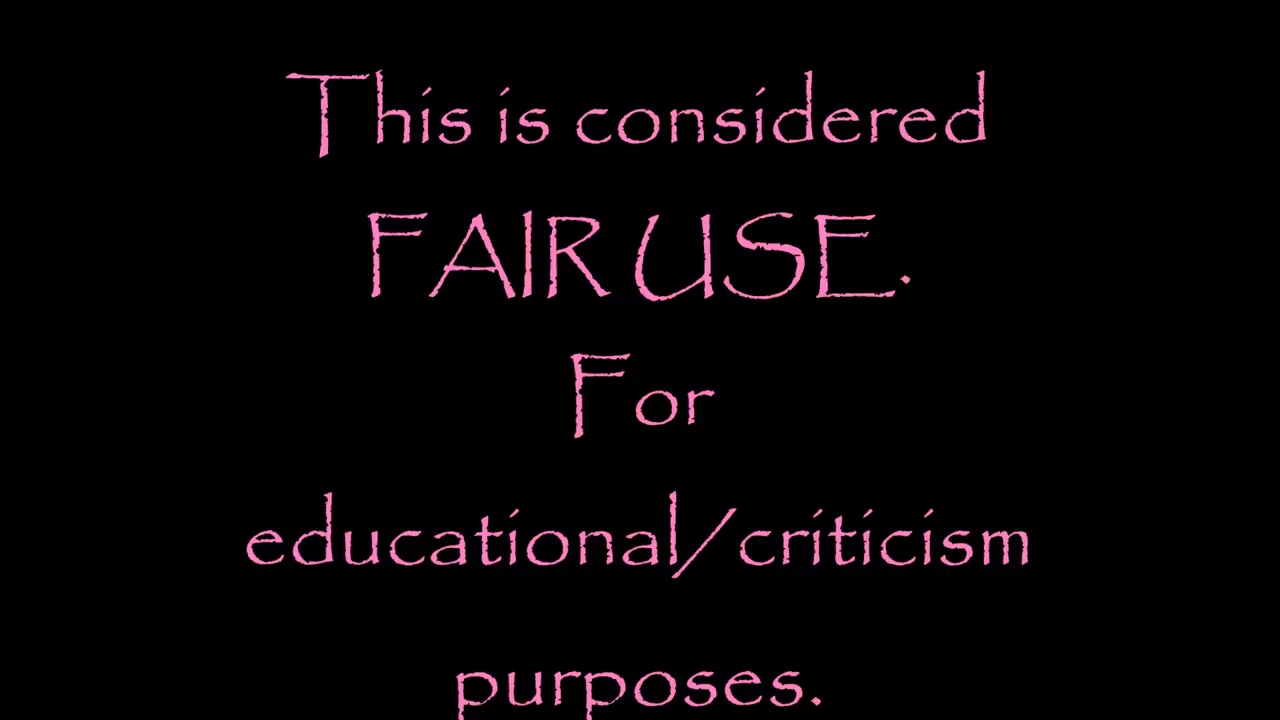 This is considered
FAIR USE.
For
educational/criticism
purposes.